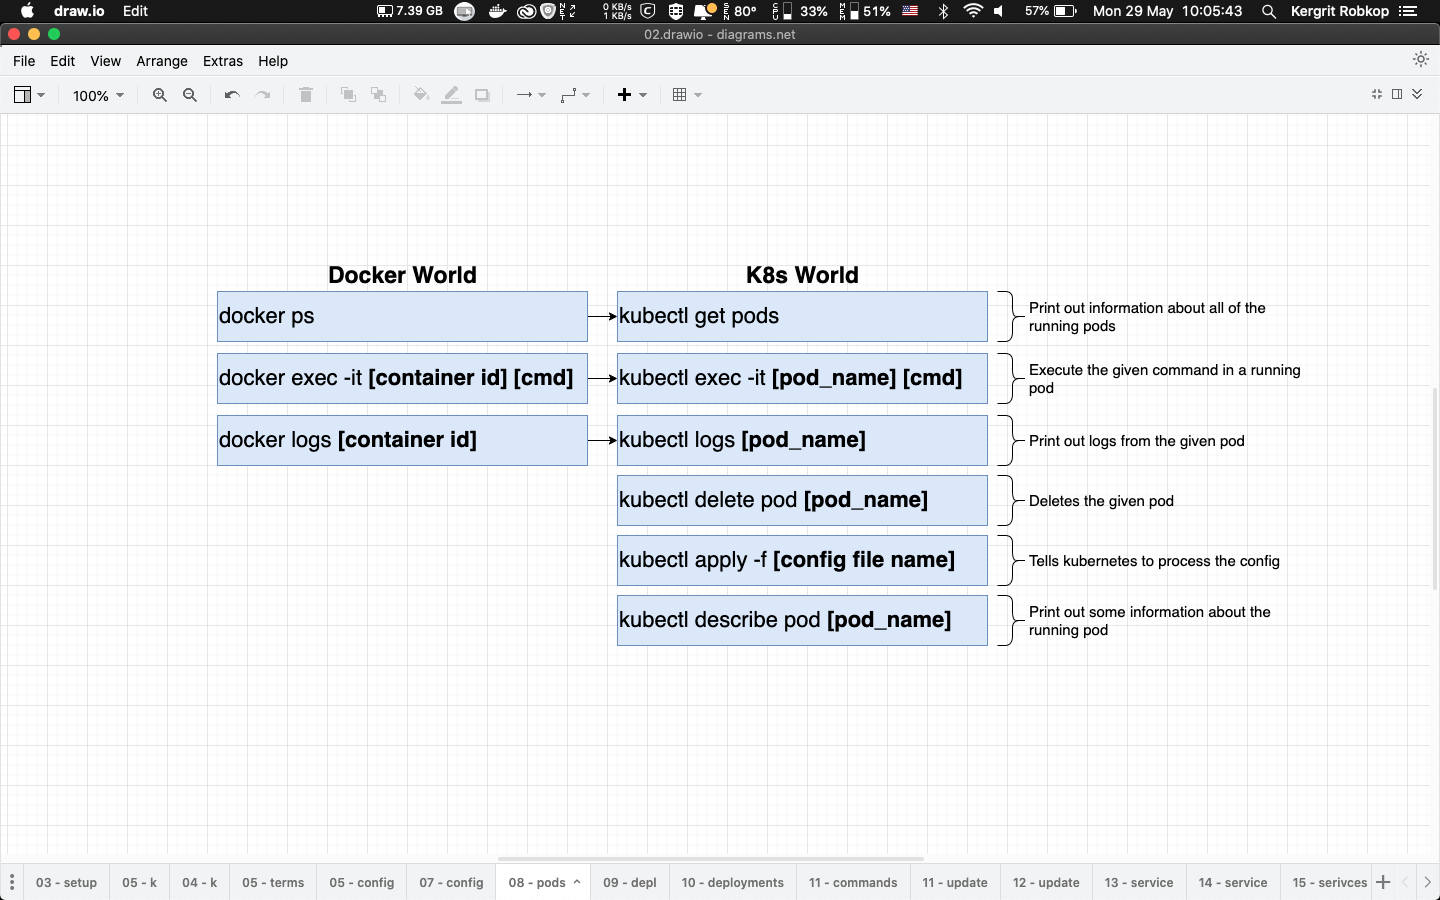 draw.io Edit 7.39 GB 0 KB/s 1 KB/s SEN 80° CPU 33% MEM 51% 57% Mon 29 May 10:05:43 Kergrit Robkop
02.drawio - diagrams.net
File Edit View Arrange Extras Help
100%
Docker World K8s World
docker ps kubectl get pods Print out information about all of the
running pods
docker exec -it [container id] [cmd] kubectl exec -it [pod_name] [cmd] Execute the given command in a running
pod
docker logs [container id] kubectl logs [pod_name] Print out logs from the given pod
kubectl delete pod [pod_name] Deletes the given pod
kubectl apply -f [config file name] Tells kubernetes to process the config
kubectl describe pod [pod_name] Print out some information about the
running pod
03 - setup 05 - k 04 - k 05 - terms 05 - config 07 - config 08 - pods 09 - depl 10 - deployments 11 - commands 11 - update 12 - update 13 - service 14 - service 15 - serivces